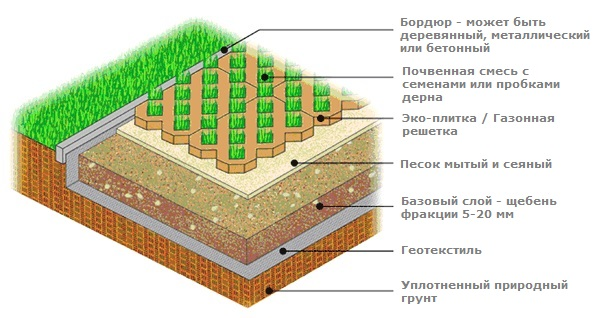 Бордюр - может быть
деревянный, металлический
или бетонный
Почвенная смесь с
семенами или пробками
дерна
Эко-плитка / Газонная
решетка
Песок мытый и сеяный
Базовый слой - щебень
фракции 5-20 мм
Геотекстиль
Уплотненный природный
грунт